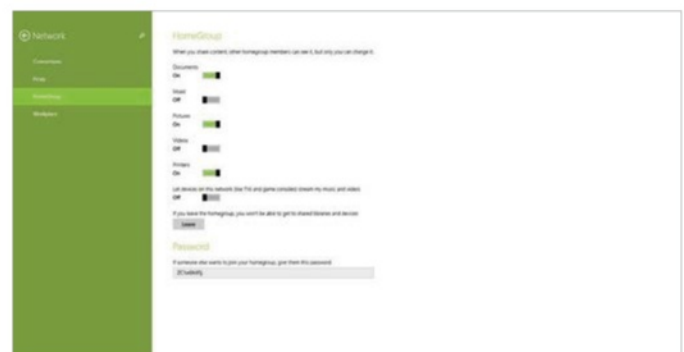 Network
Connections
Proxy
HomeGroup
Workplace
HomeGroup
When you share content, other homegroup members can see it, but only you can change it.
Documents
On
Music
Off
Pictures
On
Videos
Off
Printers
On
Let devices on this network (like TVs and game consoles) stream my music and videos
Off
If you leave the homegroup, you won't be able to get to shared libraries and devices.
Leave
Password
If someone else wants to join your homegroup, give them this password: